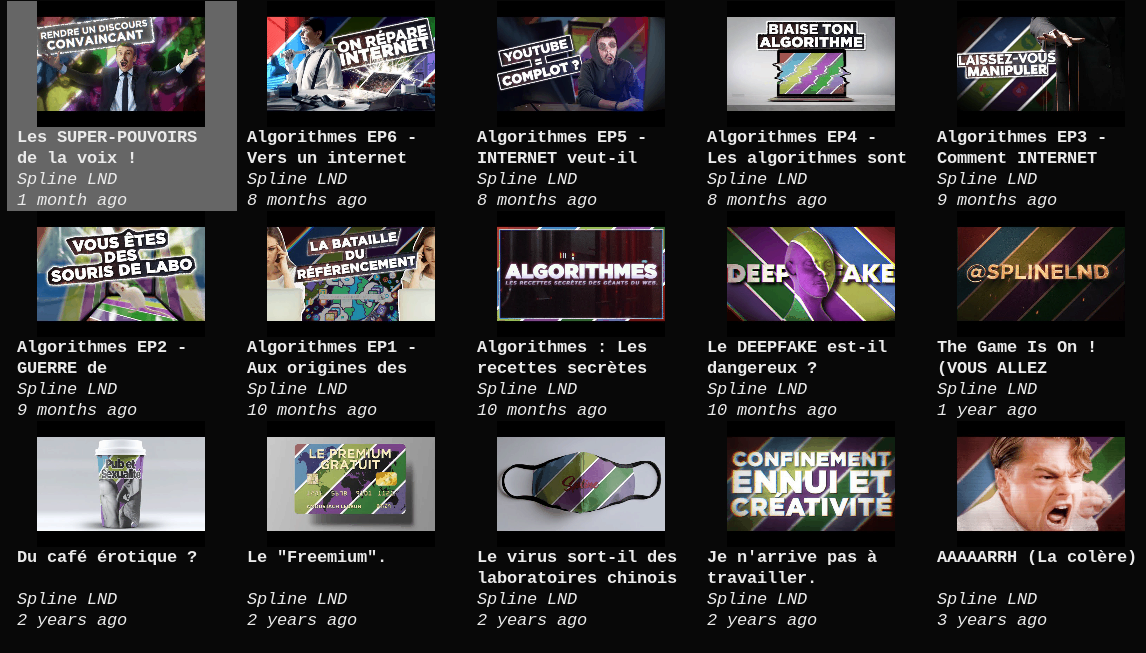 RENDRE UN DISCOURS
CONVAINCANT
Les SUPER-POUVOIRS
de la voix !
Spline LND
1 month ago
ON RÉPARE
INTERNET
Algorithmes EP6 -
Vers un internet
Spline LND
8 months ago
YOUTUBE
=
COMPLOT ?
Algorithmes EP5 -
INTERNET veut-il
Spline LND
8 months ago
BIAISE TON
ALGORITHME
Algorithmes EP4 -
Les algorithmes sont
Spline LND
8 months ago
LAISSEZ-VOUS
MANIPULER
Algorithmes EP3 -
Comment INTERNET
Spline LND
9 months ago
VOUS ÊTES
DES
SOURIS DE LABO
Algorithmes EP2 -
GUERRE de
Spline LND
9 months ago
LA BATAILLE
DU
RÉFÉRENCEMENT
Algorithmes EP1 -
Aux origines des
Spline LND
10 months ago
ALGORITHMES
LES RECETTES SECRÈTES DES GÉANTS DU WEB.
Algorithmes : Les
recettes secrètes
Spline LND
10 months ago
DEEPFAKE
Le DEEPFAKE est-il
dangereux ?
Spline LND
10 months ago
@SPLINELND
The Game Is On !
(VOUS ALLEZ
Spline LND
1 year ago
Pub et
Sexualité
Du café érotique ?
Spline LND
2 years ago
LE PREMIUM
GRATUIT
Le "Freemium".
Spline LND
2 years ago
Le virus sort-il des
laboratoires chinois
Spline LND
2 years ago
CONFINEMENT
ENNUI ET
CRÉATIVITÉ
Je n'arrive pas à
travailler.
Spline LND
2 years ago
AAAAARRH (La colère)
Spline LND
3 years ago